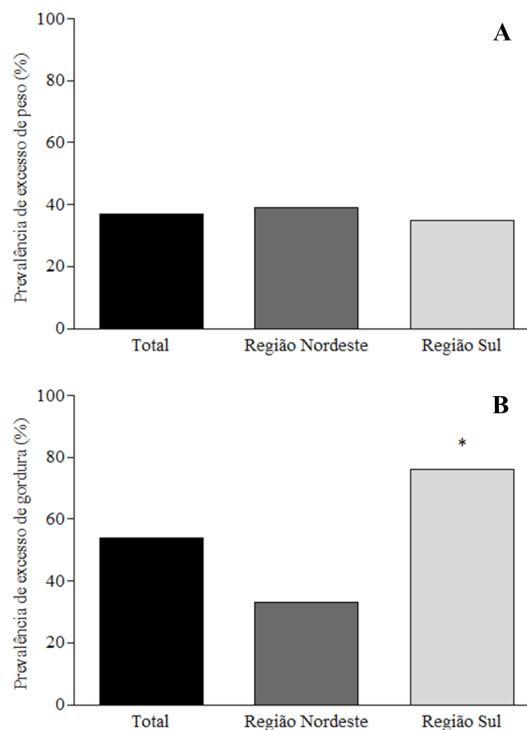 A
Prevalência de excesso de peso (%)
100
80
60
40
20
0
Total Região Nordeste Região Sul
B
Prevalência de excesso de gordura (%)
100
80
60
40
20
0
*
Total Região Nordeste Região Sul